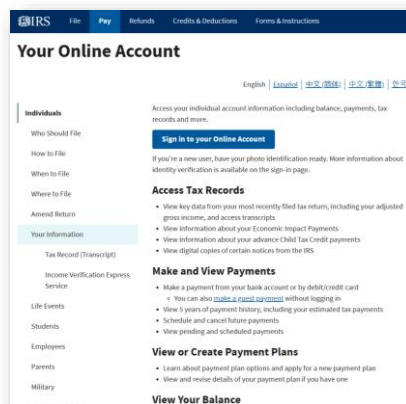 IRS
File Pay Refunds Credits & Deductions Forms & Instructions
Your Online Account
English | Español | 中文 (简体) | 中文 (繁體) | 한국
Individuals
Who Should File
How to File
When to File
Where to File
Amend Return
Your Information
Tax Record (Transcript)
Income Verification Express
Service
Life Events
Students
Employees
Parents
Military
Access your individual account information including balance, payments, tax
records and more.
Sign in to your Online Account
If you're a new user, have your photo identification ready. More information about
identity verification is available on the sign-in page.
Access Tax Records
• View key data from your most recently filed tax return, including your adjusted
gross income, and access transcripts
• View information about your Economic Impact Payments
• View information about your advance Child Tax Credit payments
• View digital copies of certain notices from the IRS
Make and View Payments
• Make a payment from your bank account or by debit/credit card
You can also make a guest payment without logging in
• View 5 years of payment history, including your estimated tax payments
• Schedule and cancel future payments
• View pending and scheduled payments
View or Create Payment Plans
• Learn about payment plan options and apply for a new payment plan
• View and revise details of your payment plan if you have one
View Your Balance